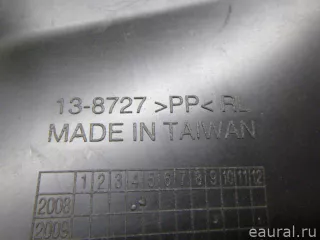 13-8727 >PP< RL
MADE IN TAIWAN
1 2 3 4 5 6 7 8 9 10 11 12
2008
2009
eaural.ru